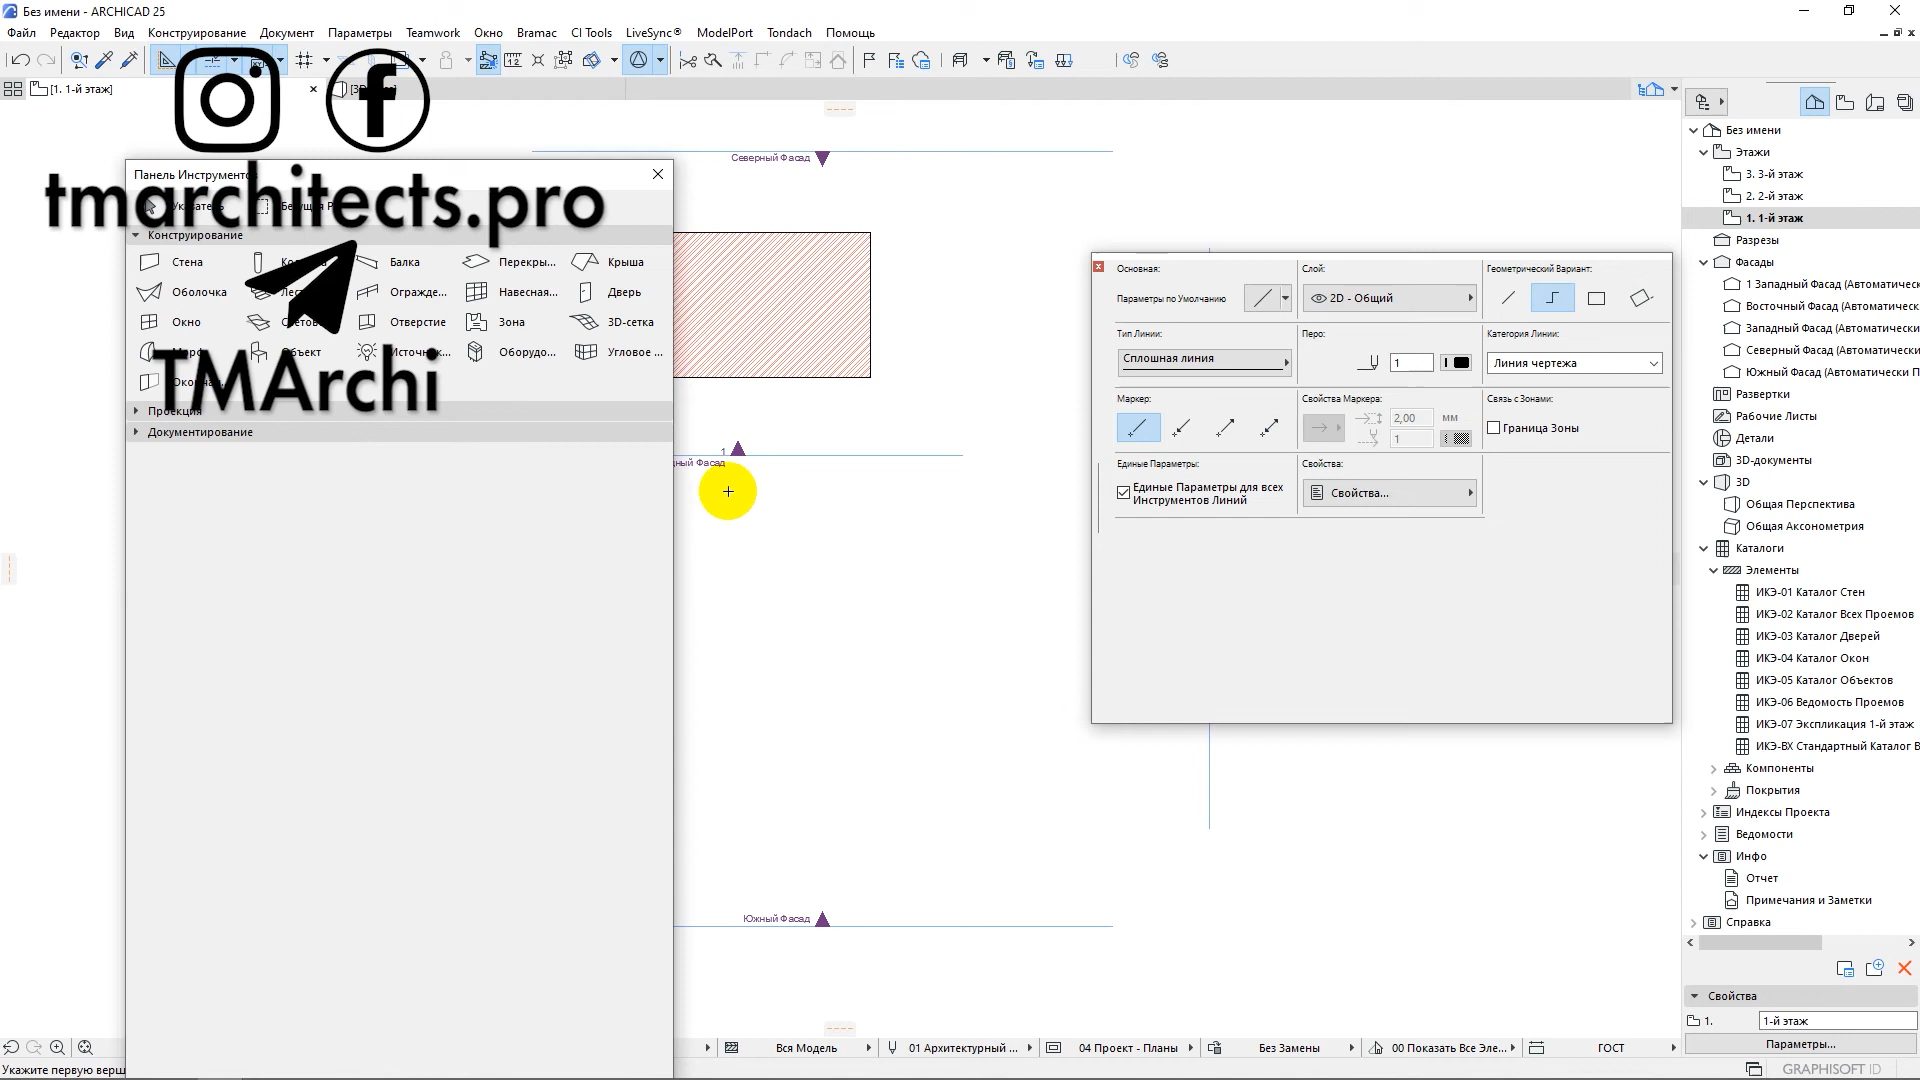 Без имени - ARCHICAD 25
Файл Редактор Вид Конструирование Документ Параметры Teamwork Окно Bramac CI Tools LiveSync® ModelPort Tondach Помощь
[1. 1-й этаж]
Северный Фасад
Панель Инструментов
tmarchitects.pro
Указатель
Конструирование
Стена Балка Перекры... Крыша
Оболочка Огражде... Навесная... Дверь
Окно Отверстие Зона 3D-сетка
Объект Источник... Оборудо... Угловое ...
TMArchi
Проекция
Документирование
1
ный Фасад
Южный Фасад
Основная:
Параметры по Умолчанию
Слой:
2D - Общий
Геометрический Вариант:
Тип Линии:
Сплошная линия
Перо:
1
Категория Линии:
Линия чертежа
Маркер:
Свойства Маркера:
2,00 мм
1
Связь с Зонами:
Граница Зоны
Единые Параметры:
Единые Параметры для всех
Инструментов Линий
Свойства:
Свойства...
Без имени
Этажи
3. 3-й этаж
2. 2-й этаж
1. 1-й этаж
Разрезы
Фасады
1 Западный Фасад (Автоматичес
Восточный Фасад (Автоматическ
Западный Фасад (Автоматически
Северный Фасад (Автоматически
Южный Фасад (Автоматически П
Развертки
Рабочие Листы
Детали
3D-документы
3D
Общая Перспектива
Общая Аксонометрия
Каталоги
Элементы
ИКЭ-01 Каталог Стен
ИКЭ-02 Каталог Всех Проемов
ИКЭ-03 Каталог Дверей
ИКЭ-04 Каталог Окон
ИКЭ-05 Каталог Объектов
ИКЭ-06 Ведомость Проемов
ИКЭ-07 Экспликация 1-й этаж
ИКЭ-ВХ Стандартный Каталог В
Компоненты
Покрытия
Индексы Проекта
Ведомости
Инфо
Отчет
Примечания и Заметки
Справка
Свойства
1. 1-й этаж
Параметры...
Вся Модель 01 Архитектурный ... 04 Проект - Планы Без Замены 00 Показать Все Эле... ГОСТ
Укажите первую верш
GRAPHISOFT ID